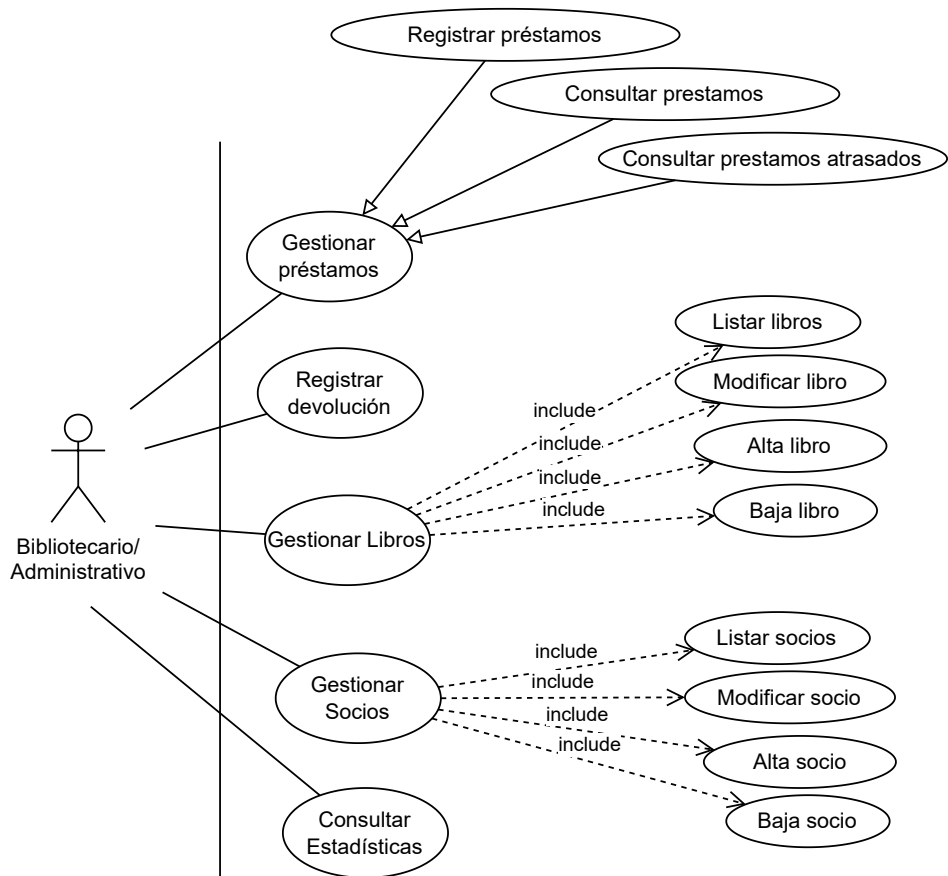 Registrar préstamos
Consultar prestamos
Consultar prestamos atrasados
Gestionar
préstamos
Listar libros
Registrar
devolución
Modificar libro
include
include
Alta libro
include
include
Baja libro
Gestionar Libros
Bibliotecario/
Administrativo
Listar socios
include
Gestionar
Socios
include
Modificar socio
include
include
Alta socio
Consultar
Estadísticas
Baja socio